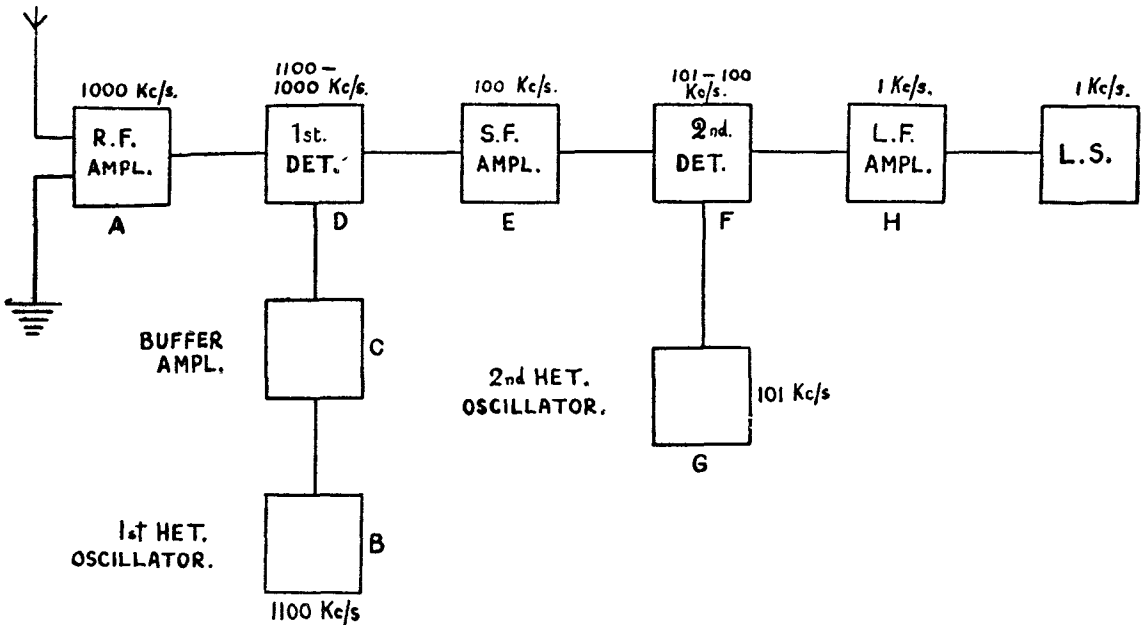 1000 Kc/s.
R.F.
AMPL.
A
1100 –
1000 Kc/s.
1st.
DET.
D
100 Kc/s.
S.F.
AMPL.
E
101 – 100
Kc/s.
2nd.
DET.
F
1 Kc/s.
L.F.
AMPL.
H
1 Kc/s.
L.S.
BUFFER
AMPL.
C
2nd HET.
OSCILLATOR.
101 Kc/s
G
1st HET.
OSCILLATOR.
B
1100 Kc/s